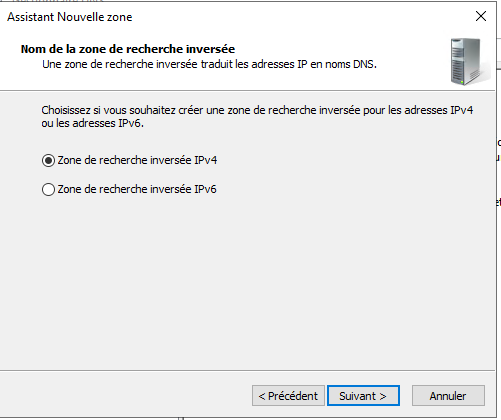 Assistant Nouvelle zone
Nom de la zone de recherche inversée
Une zone de recherche inversée traduit les adresses IP en noms DNS.
Choisissez si vous souhaitez créer une zone de recherche inversée pour les adresses IPv4
ou les adresses IPv6.
Zone de recherche inversée IPv4
Zone de recherche inversée IPv6
< Précédent
Suivant >
Annuler